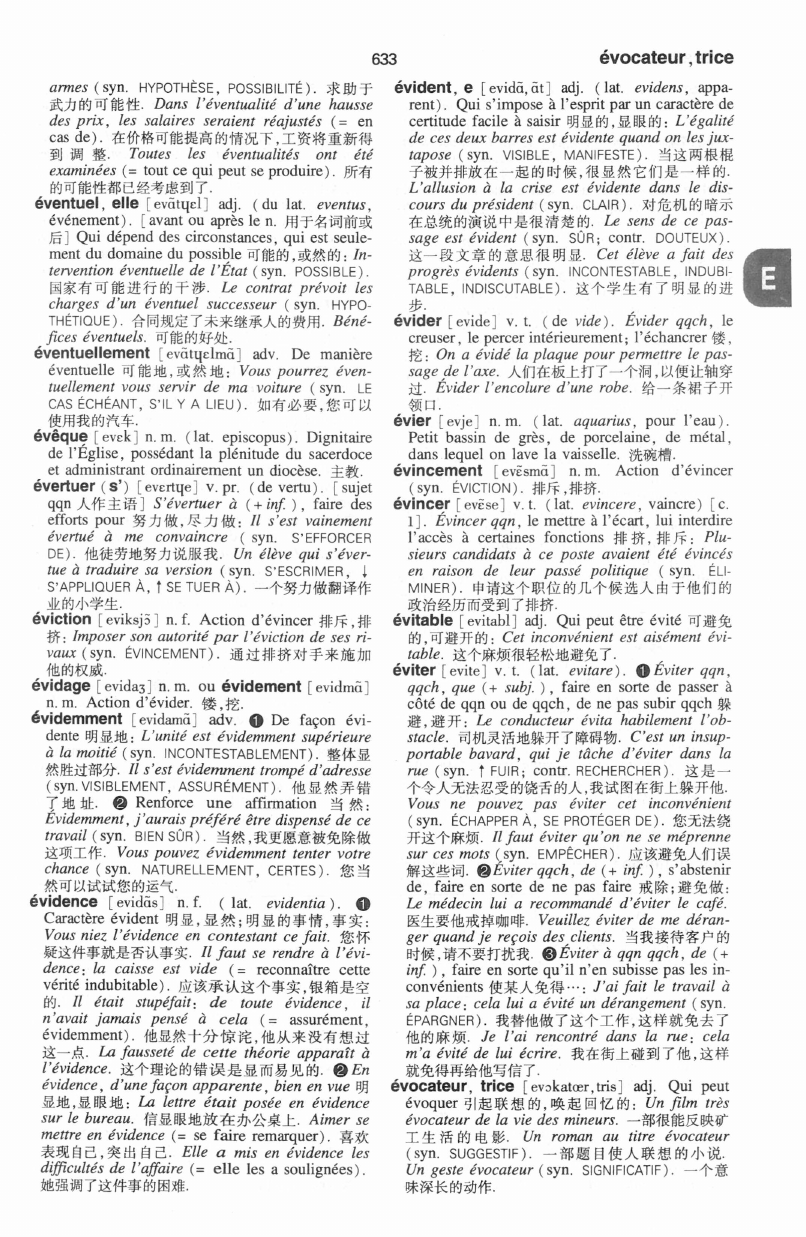 633
évocateur, trice
armes (syn. HYPOTHÈSE, POSSIBILITÉ). 求助于
武力的可能性. Dans l'éventualité d'une hausse
des prix, les salaires seraient réajustés (= en
cas de). 在价格可能提高的情况下,工资将重新得
到调整. Toutes les éventualités ont été
examinées (= tout ce qui peut se produire). 所有
的可能性都已经考虑到了.
éventuel, elle [evɑ̃tɥɛl] adj. (du lat. eventus,
événement). [avant ou après le n. 用于名词前或
后] Qui dépend des circonstances, qui est seule-
ment du domaine du possible 可能的,或然的: In-
tervention éventuelle de l'État (syn. POSSIBLE).
国家有可能进行的干涉. Le contrat prévoit les
charges d'un éventuel successeur (syn. HYPO-
THÉTIQUE). 合同规定了未来继承人的费用. Béné-
fices éventuels. 可能的好处.
éventuellement [evɑ̃tɥɛlmɑ̃] adv. De manière
éventuelle 可能地,或然地: Vous pourrez éven-
tuellement vous servir de ma voiture (syn. LE
CAS ÉCHÉANT, S'IL Y A LIEU). 如有必要,您可以
使用我的汽车.
évêque [evɛk] n. m. (lat. episcopus). Dignitaire
de l'Église, possédant la plénitude du sacerdoce
et administrant ordinairement un diocèse. 主教.
évertuer (s') [evɛrtɥe] v. pr. (de vertu). [sujet
qqn 人作主语] S'évertuer à (+ inf.), faire des
efforts pour 努力做,尽力做: Il s'est vainement
évertué à me convaincre (syn. S'EFFORCER
DE). 他徒劳地努力说服我. Un élève qui s'éver-
tue à traduire sa version (syn. S'ESCRIMER, ↓
S'APPLIQUER À, ↑ SE TUER À). 一个努力做翻译作
业的小学生.
éviction [eviksjɔ̃] n. f. Action d'évincer 排斥,排
挤: Imposer son autorité par l'éviction de ses ri-
vaux (syn. ÉVINCEMENT). 通过排挤对手来施加
他的权威.
évidage [evidaʒ] n. m. ou évidement [evidmɑ̃]
n. m. Action d'évider. 镂,挖.
évidemment [evidamɑ̃] adv. ❶ De façon évi-
dente 明显地: L'unité est évidemment supérieure
à la moitié (syn. INCONTESTABLEMENT). 整体显
然胜过部分. Il s'est évidemment trompé d'adresse
(syn. VISIBLEMENT, ASSURÉMENT). 他显然弄错
了地址. ❷ Renforce une affirmation 当然:
Évidemment, j'aurais préféré être dispensé de ce
travail (syn. BIEN SÛR). 当然,我更愿意被免除做
这项工作. Vous pouvez évidemment tenter votre
chance (syn. NATURELLEMENT, CERTES). 您当
然可以试试您的运气.
évidence [evidɑ̃s] n. f. (lat. evidentia). ❶
Caractère évident 明显,显然;明显的事情,事实:
Vous niez l'évidence en contestant ce fait. 您怀
疑这件事就是否认事实. Il faut se rendre à l'évi-
dence: la caisse est vide (= reconnaître cette
vérité indubitable). 应该承认这个事实,银箱是空
的. Il était stupéfait: de toute évidence, il
n'avait jamais pensé à cela (= assurément,
évidemment). 他显然十分惊诧,他从来没有想过
这一点. La fausseté de cette théorie apparaît à
l'évidence. 这个理论的错误是显而易见的. ❷ En
évidence, d'une façon apparente, bien en vue 明
显地,显眼地: La lettre était posée en évidence
sur le bureau. 信显眼地放在办公桌上. Aimer se
mettre en évidence (= se faire remarquer). 喜欢
表现自己,突出自己. Elle a mis en évidence les
difficultés de l'affaire (= elle les a soulignées).
她强调了这件事的困难.
évident, e [evidɑ̃, ɑ̃t] adj. (lat. evidens, appa-
rent). Qui s'impose à l'esprit par un caractère de
certitude facile à saisir 明显的,显眼的: L'égalité
de ces deux barres est évidente quand on les jux-
tapose (syn. VISIBLE, MANIFESTE). 当这两根棍
子被并排放在一起的时候,很显然它们是一样的.
L'allusion à la crise est évidente dans le dis-
cours du président (syn. CLAIR). 对危机的暗示
在总统的演说中是很清楚的. Le sens de ce pas-
sage est évident (syn. SÛR; contr. DOUTEUX).
这一段文章的意思很明显. Cet élève a fait des
progrès évidents (syn. INCONTESTABLE, INDUBI-
TABLE, INDISCUTABLE). 这个学生有了明显的进
步.
évider [evide] v. t. (de vide). Évider qqch, le
creuser, le percer intérieurement; l'échancrer 镂,
挖: On a évidé la plaque pour permettre le pas-
sage de l'axe. 人们在板上打了一个洞,以便让轴穿
过. Évider l'encolure d'une robe. 给一条裙子开
领口.
évier [evje] n. m. (lat. aquarius, pour l'eau).
Petit bassin de grès, de porcelaine, de métal,
dans lequel on lave la vaisselle. 洗碗槽.
évincement [evɛ̃smɑ̃] n. m. Action d'évincer
(syn. ÉVICTION). 排斥,排挤.
évincer [evɛ̃se] v. t. (lat. evincere, vaincre) [c.
1]. Évincer qqn, le mettre à l'écart, lui interdire
l'accès à certaines fonctions 排挤,排斥: Plu-
sieurs candidats à ce poste avaient été évincés
en raison de leur passé politique (syn. ÉLI-
MINER). 申请这个职位的几个候选人由于他们的
政治经历而受到了排挤.
évitable [evitabl] adj. Qui peut être évité 可避免
的,可避开的: Cet inconvénient est aisément évi-
table. 这个麻烦很轻松地避免了.
éviter [evite] v. t. (lat. evitare). ❶ Éviter qqn,
qqch, que (+ subj.), faire en sorte de passer à
côté de qqn ou de qqch, de ne pas subir qqch 躲
避,避开: Le conducteur évita habilement l'ob-
stacle. 司机灵活地躲开了障碍物. C'est un insup-
portable bavard, qui je tâche d'éviter dans la
rue (syn. ↑ FUIR; contr. RECHERCHER). 这是一
个令人无法忍受的饶舌的人,我试图在街上躲开他.
Vous ne pouvez pas éviter cet inconvénient
(syn. ÉCHAPPER À, SE PROTÉGER DE). 您无法绕
开这个麻烦. Il faut éviter qu'on ne se méprenne
sur ces mots (syn. EMPÊCHER). 应该避免人们误
解这些词. ❷ Éviter qqch, de (+ inf.), s'abstenir
de, faire en sorte de ne pas faire 戒除;避免做:
Le médecin lui a recommandé d'éviter le café.
医生要他戒掉咖啡. Veuillez éviter de me déran-
ger quand je reçois des clients. 当我接待客户的
时候,请不要打扰我. ❸ Éviter à qqn qqch, de (+
inf.), faire en sorte qu'il n'en subisse pas les in-
convénients 使某人免得…: J'ai fait le travail à
sa place: cela lui a évité un dérangement (syn.
ÉPARGNER). 我替他做了这个工作,这样就免去了
他的麻烦. Je l'ai rencontré dans la rue: cela
m'a évité de lui écrire. 我在街上碰到了他,这样
就免得再给他写信了.
évocateur, trice [evɔkatœr, tris] adj. Qui peut
évoquer 引起联想的,唤起回忆的: Un film très
évocateur de la vie des mineurs. 一部很能反映矿
工生活的电影. Un roman au titre évocateur
(syn. SUGGESTIF). 一部题目使人联想的小说.
Un geste évocateur (syn. SIGNIFICATIF). 一个意
味深长的动作.
E